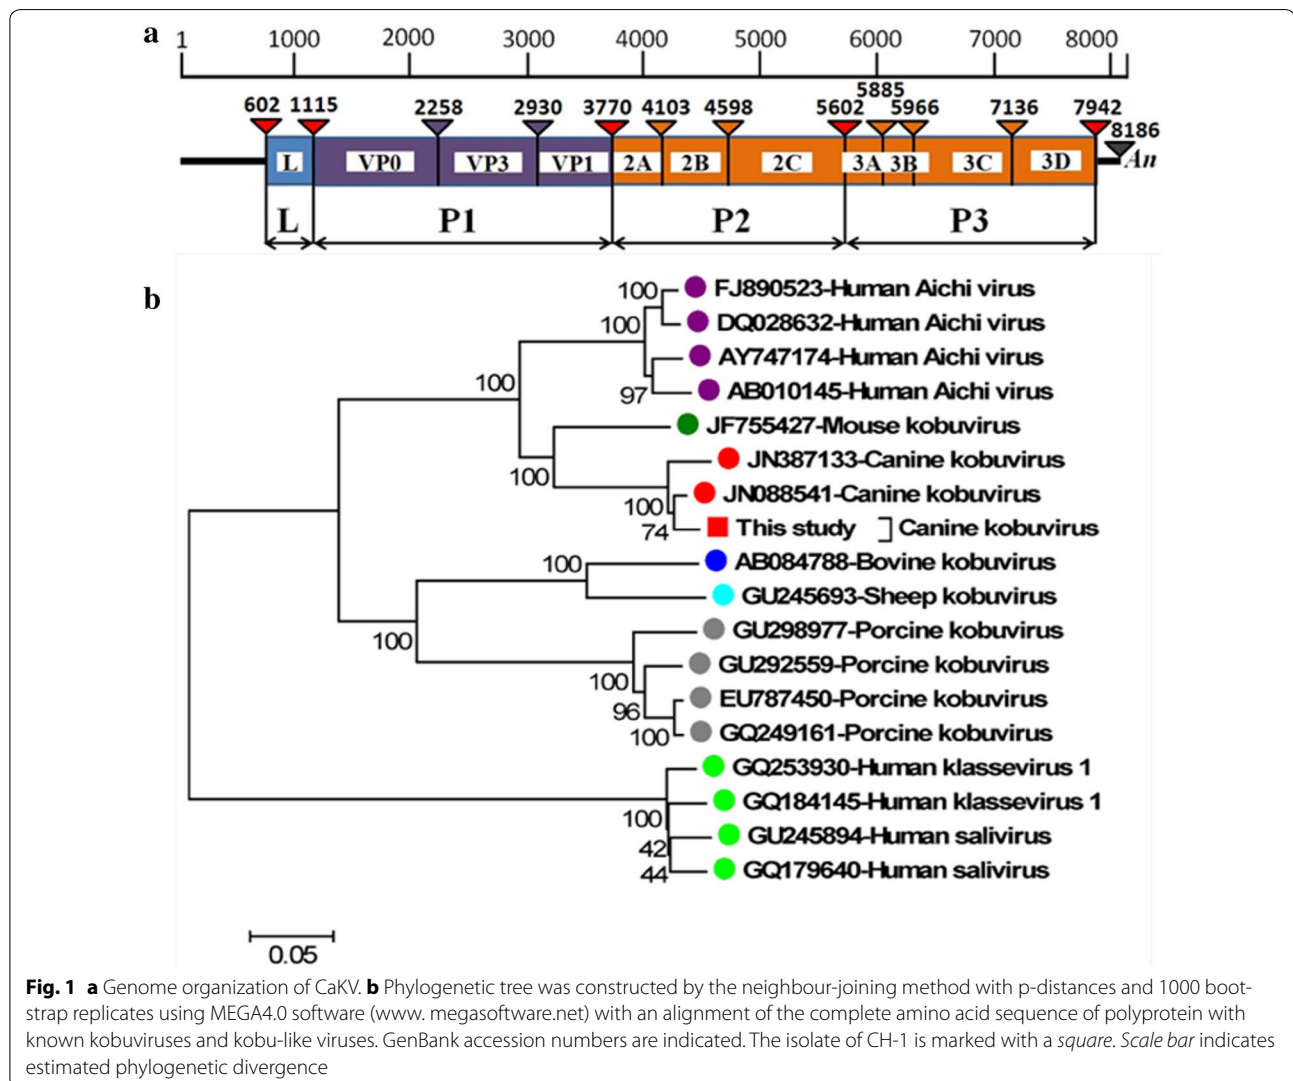 a
1 1000 2000 3000 4000 5000 6000 7000 8000
5885
602 1115 2258 2930 3770 4103 4598 5602 5966 7136 7942
8186
L VP0 VP3 VP1 2A 2B 2C 3A 3B 3C 3D An
L P1 P2 P3
b
100 FJ890523-Human Aichi virus
100 DQ028632-Human Aichi virus
AY747174-Human Aichi virus
100
97 AB010145-Human Aichi virus
JF755427-Mouse kobuvirus
JN387133-Canine kobuvirus
100
JN088541-Canine kobuvirus
100
74 This study Canine kobuvirus
100 AB084788-Bovine kobuvirus
GU245693-Sheep kobuvirus
GU298977-Porcine kobuvirus
100
GU292559-Porcine kobuvirus
100
EU787450-Porcine kobuvirus
96
100 GQ249161-Porcine kobuvirus
GQ253930-Human klassevirus 1
GQ184145-Human klassevirus 1
100
GU245894-Human salivirus
42
44 GQ179640-Human salivirus
0.05
Fig. 1 a Genome organization of CaKV. b Phylogenetic tree was constructed by the neighbour-joining method with p-distances and 1000 boot-
strap replicates using MEGA4.0 software (www. megasoftware.net) with an alignment of the complete amino acid sequence of polyprotein with
known kobuviruses and kobu-like viruses. GenBank accession numbers are indicated. The isolate of CH-1 is marked with a square. Scale bar indicates
estimated phylogenetic divergence